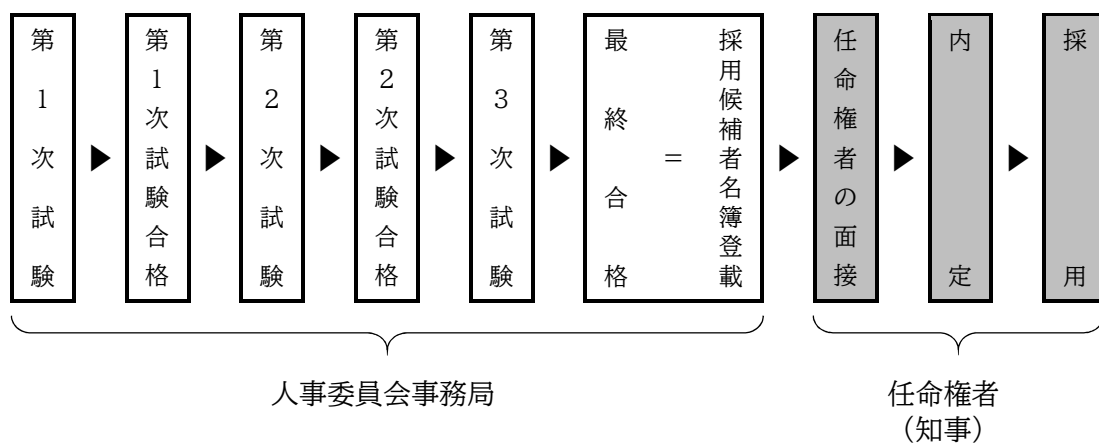 第1次試験
▶
第1次試験合格
▶
第2次試験
▶
第2次試験合格
▶
第3次試験
▶
最終合格
=
採用候補者名簿登載
▶
任命権者の面接
▶
内定
▶
採用
人事委員会事務局
任命権者
（知事）